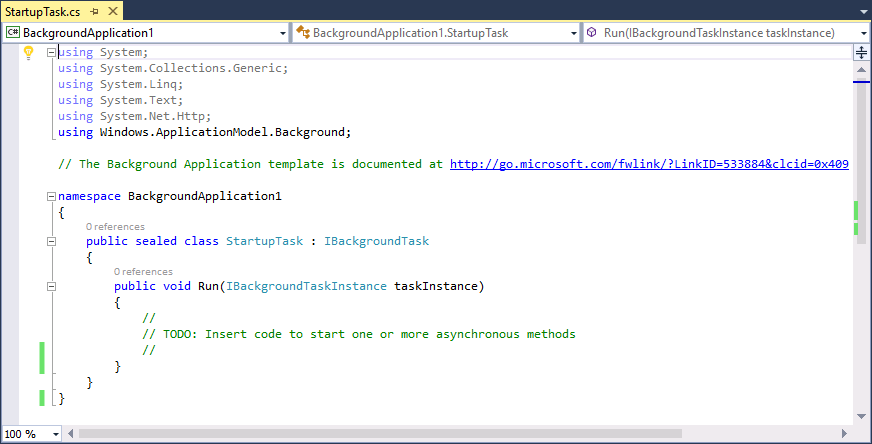 StartupTask.cs
BackgroundApplication1 BackgroundApplication1.StartupTask Run(IBackgroundTaskInstance taskInstance)
using System;
using System.Collections.Generic;
using System.Linq;
using System.Text;
using System.Net.Http;
using Windows.ApplicationModel.Background;
// The Background Application template is documented at http://go.microsoft.com/fwlink/?LinkID=533884&clcid=0x409
namespace BackgroundApplication1
{
0 references
public sealed class StartupTask : IBackgroundTask
{
0 references
public void Run(IBackgroundTaskInstance taskInstance)
{
//
// TODO: Insert code to start one or more asynchronous methods
//
}
}
}
100 %